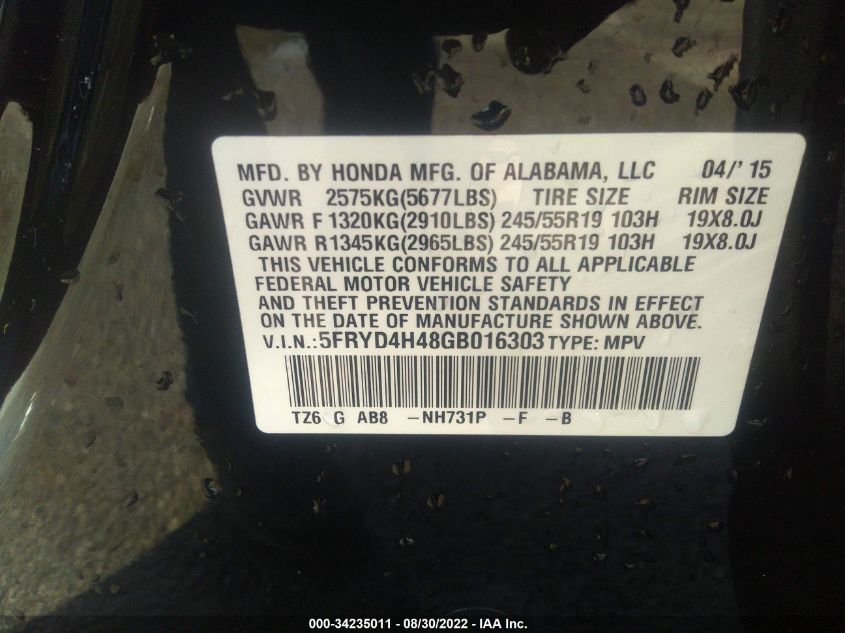 MFD. BY HONDA MFG. OF ALABAMA, LLC 04/' 15
GVWR 2575KG(5677LBS) TIRE SIZE RIM SIZE
GAWR F 1320KG(2910LBS) 245/55R19 103H 19X8.0J
GAWR R 1345KG(2965LBS) 245/55R19 103H 19X8.0J
THIS VEHICLE CONFORMS TO ALL APPLICABLE
FEDERAL MOTOR VEHICLE SAFETY
AND THEFT PREVENTION STANDARDS IN EFFECT
ON THE DATE OF MANUFACTURE SHOWN ABOVE.
V.I.N.: 5FRYD4H48GB016303 TYPE: MPV
TZ6 G AB8 -NH731P -F -B
000-34235011 - 08/30/2022 - IAA Inc.